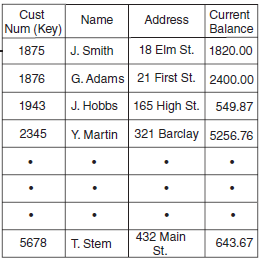 Cust Num (Key) Name Address Current Balance
1875 J. Smith 18 Elm St. 1820.00
1876 G. Adams 21 First St. 2400.00
1943 J. Hobbs 165 High St. 549.87
2345 Y. Martin 321 Barclay 5256.76
• • • •
• • • •
• • • •
5678 T. Stem 432 Main St. 643.67